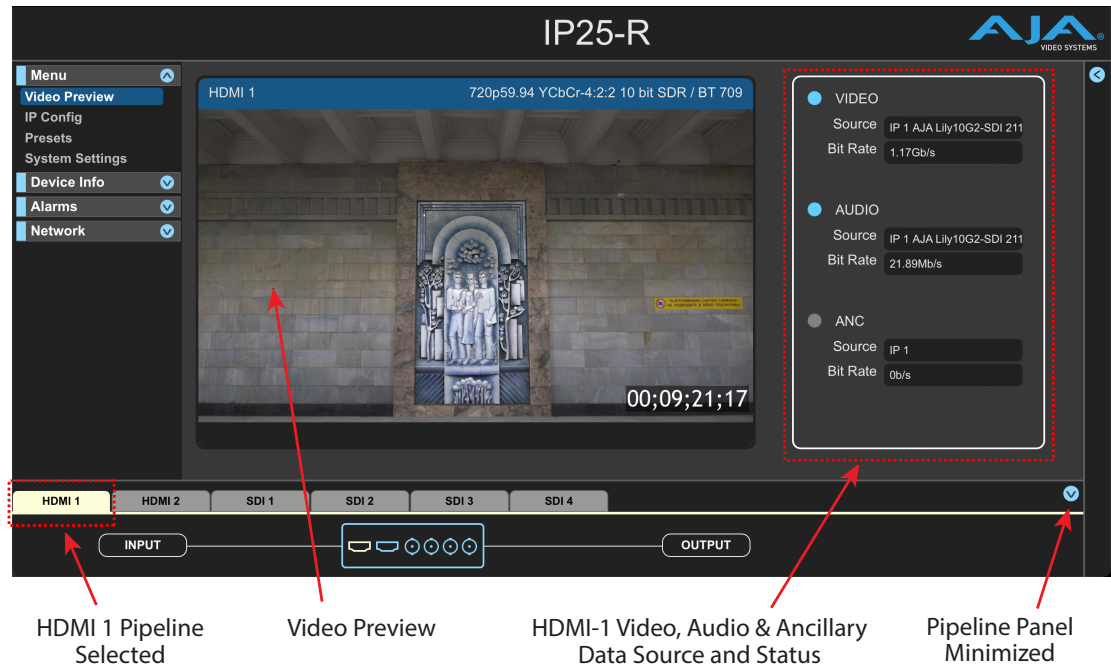 IP25-R
AJA
VIDEO SYSTEMS
Menu
Video Preview
IP Config
Presets
System Settings
Device Info
Alarms
Network
HDMI 1
720p59.94 YCbCr-4:2:2 10 bit SDR / BT 709
00;09;21;17
VIDEO
Source IP 1 AJA Lily10G2-SDI 211
Bit Rate 1.17Gb/s
AUDIO
Source IP 1 AJA Lily10G2-SDI 211
Bit Rate 21.89Mb/s
ANC
Source IP 1
Bit Rate 0b/s
HDMI 1 HDMI 2 SDI 1 SDI 2 SDI 3 SDI 4
INPUT
OUTPUT
HDMI 1 Pipeline
Selected
Video Preview
HDMI-1 Video, Audio & Ancillary
Data Source and Status
Pipeline Panel
Minimized